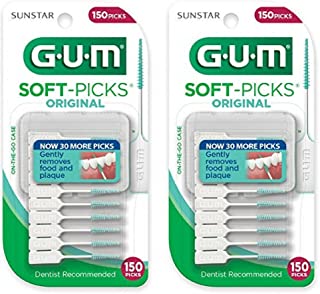 SUNSTAR
150 PICKS
G·U·M
SOFT-PICKS®
ORIGINAL
ON-THE-GO CASE
NOW 30 MORE PICKS
Gently
removes
food and
plaque
G·U·M
Dentist Recommended
150
PICKS
SUNSTAR
150 PICKS
G·U·M
SOFT-PICKS®
ORIGINAL
ON-THE-GO CASE
NOW 30 MORE PICKS
Gently
removes
food and
plaque
G·U·M
Dentist Recommended
150
PICKS